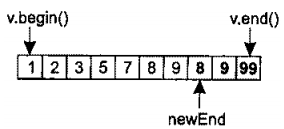 v.begin() v.end()
1 2 3 5 7 8 9 8 9 99
newEnd